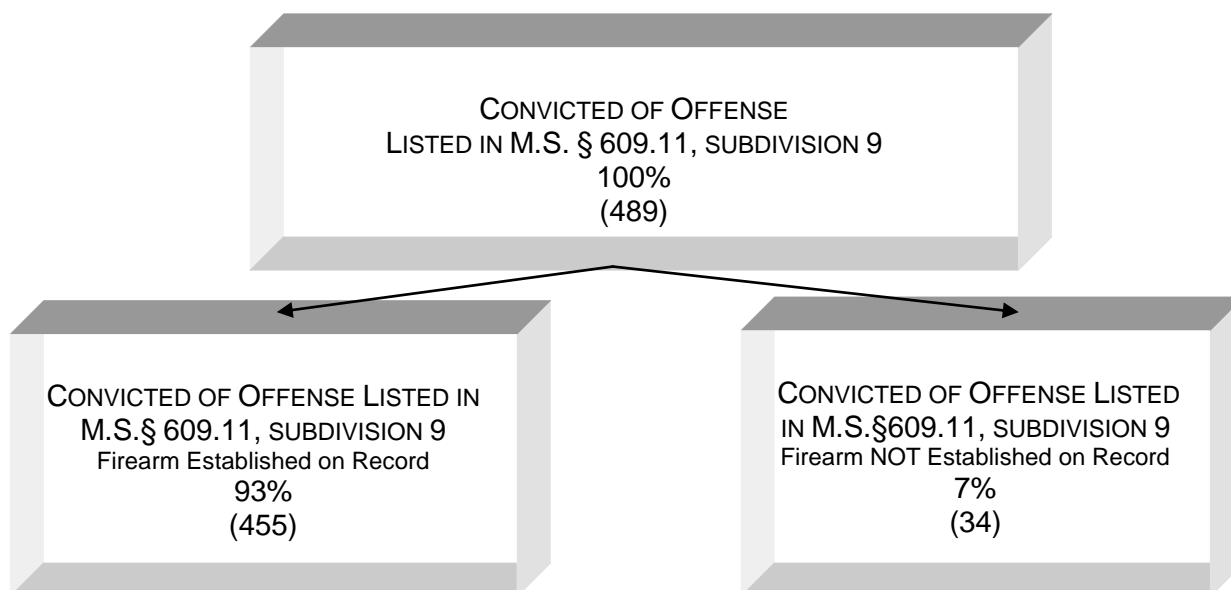 CONVICTED OF OFFENSE
LISTED IN M.S. § 609.11, SUBDIVISION 9
100%
(489)
CONVICTED OF OFFENSE LISTED IN
M.S.§ 609.11, SUBDIVISION 9
Firearm Established on Record
93%
(455)
CONVICTED OF OFFENSE LISTED
IN M.S.§609.11, SUBDIVISION 9
Firearm NOT Established on Record
7%
(34)